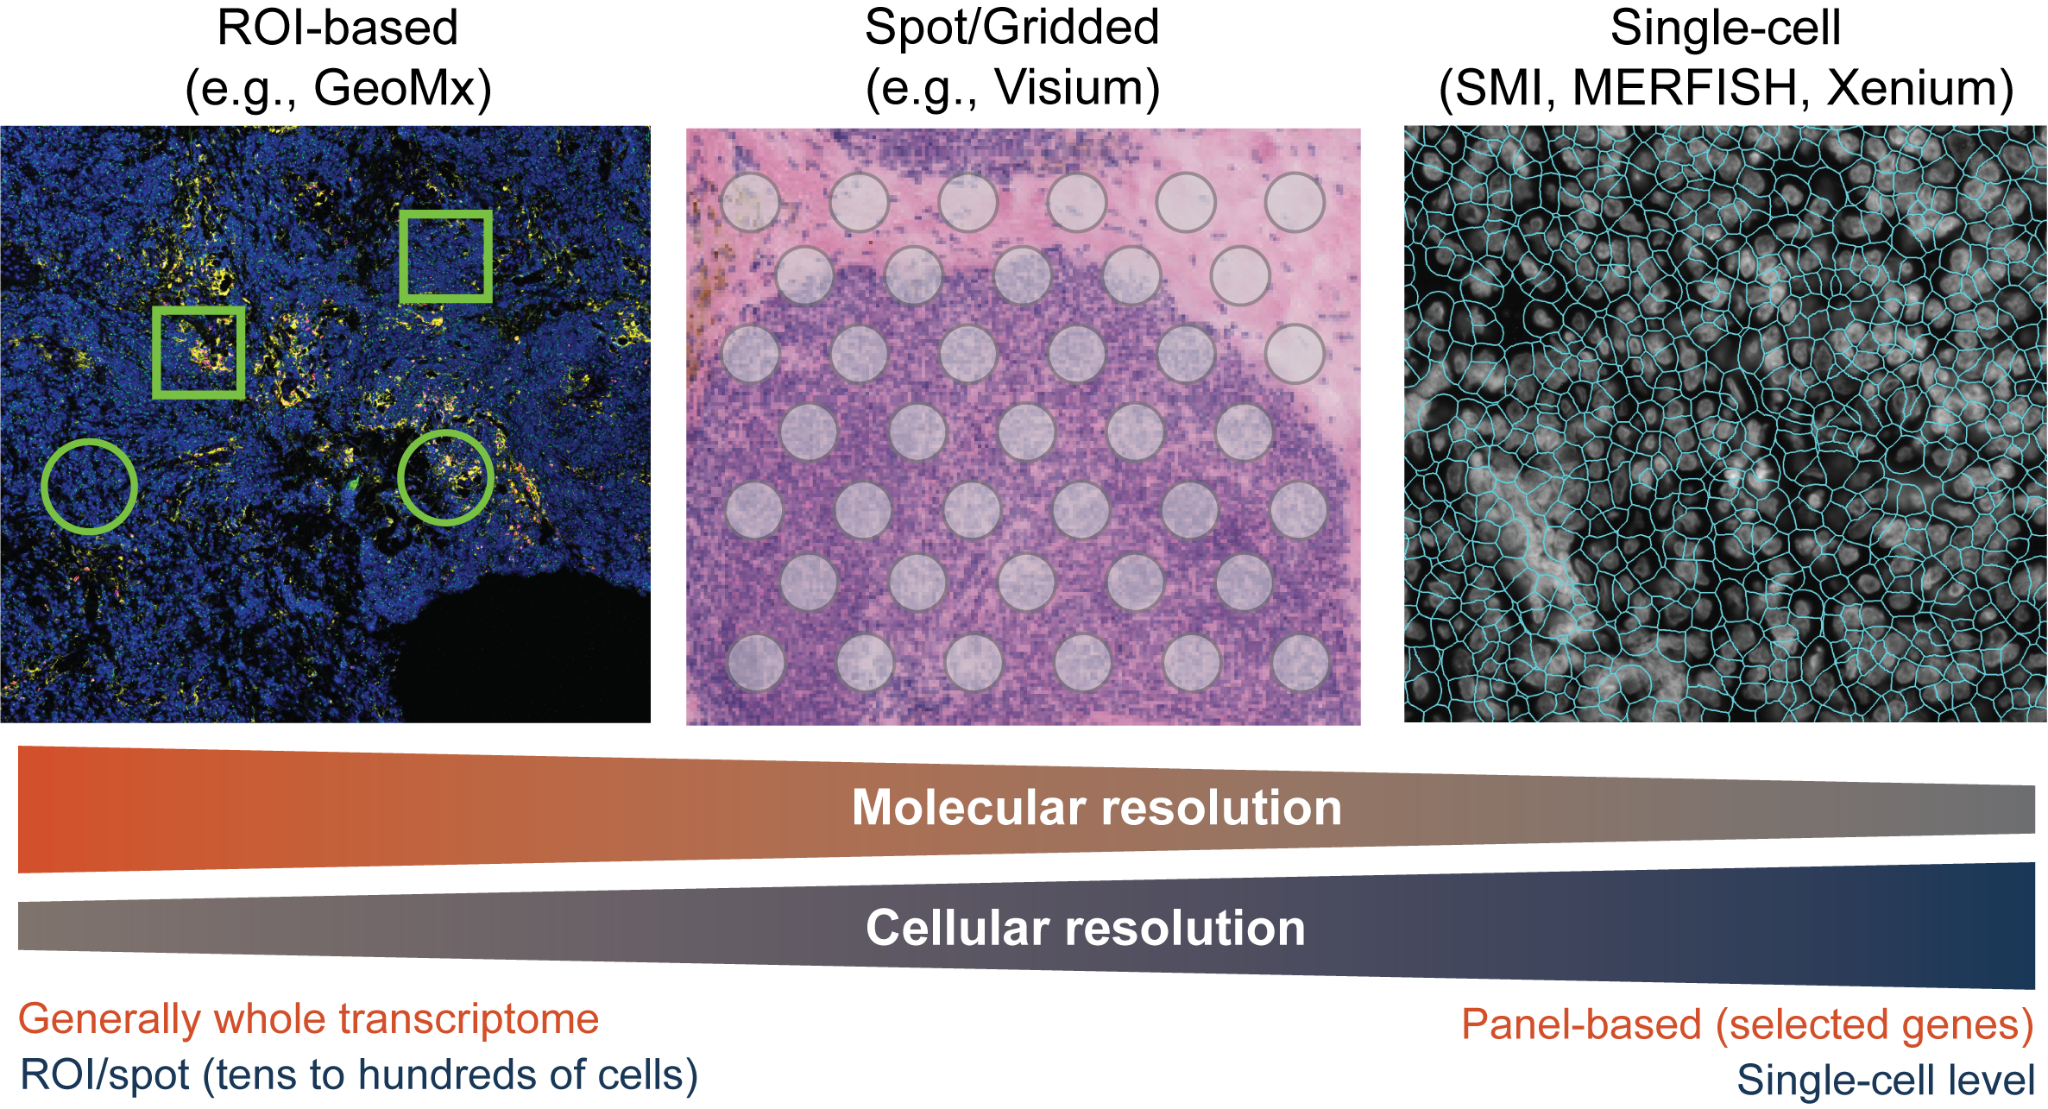 ROI-based
(e.g., GeoMx)
Spot/Gridded
(e.g., Visium)
Single-cell
(SMI, MERFISH, Xenium)
Molecular resolution
Cellular resolution
Generally whole transcriptome
ROI/spot (tens to hundreds of cells)
Panel-based (selected genes)
Single-cell level